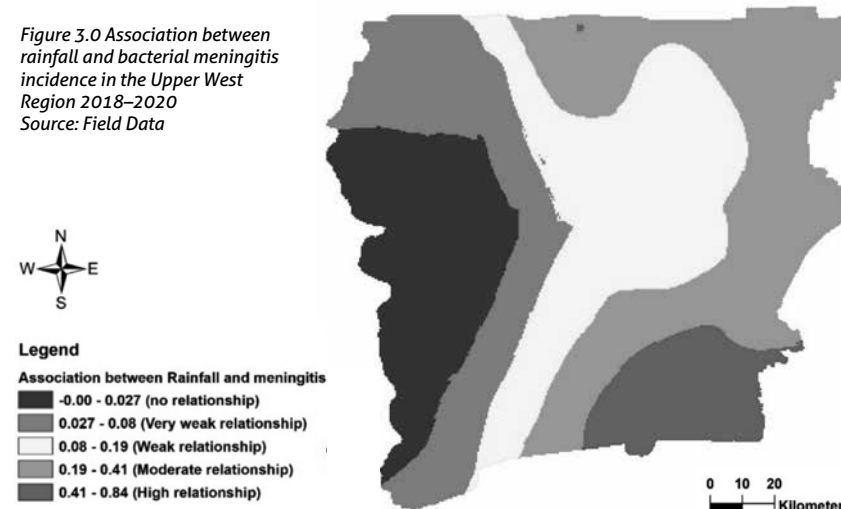 Figure 3.0 Association between
rainfall and bacterial meningitis
incidence in the Upper West
Region 2018–2020
Source: Field Data
N
W E
S
Legend
Association between Rainfall and meningitis
-0.00 - 0.027 (no relationship)
0.027 - 0.08 (Very weak relationship)
0.08 - 0.19 (Weak relationship)
0.19 - 0.41 (Moderate relationship)
0.41 - 0.84 (High relationship)
0 10 20
Kilometer